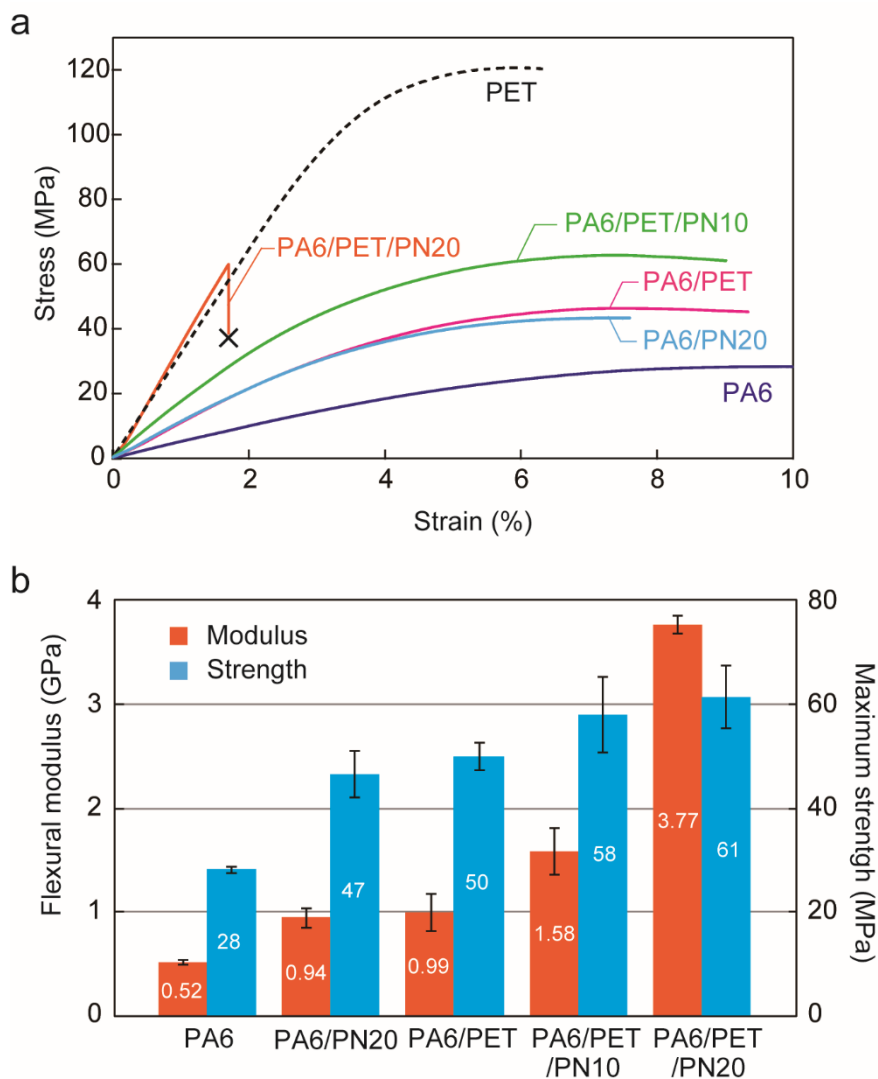 a
120
100
80
60
40
20
0
Stress (MPa)
PET
PA6/PET/PN20
PA6/PET/PN10
PA6/PET
PA6/PN20
PA6
0 2 4 6 8 10
Strain (%)
b
4
3
2
1
0
Flexural modulus (GPa)
Modulus
Strength
80
60
40
20
0
Maximum strentgh (MPa)
0.52
28
0.94
47
0.99
50
1.58
58
3.77
61
PA6 PA6/PN20 PA6/PET PA6/PET PA6/PET
/PN10 /PN20